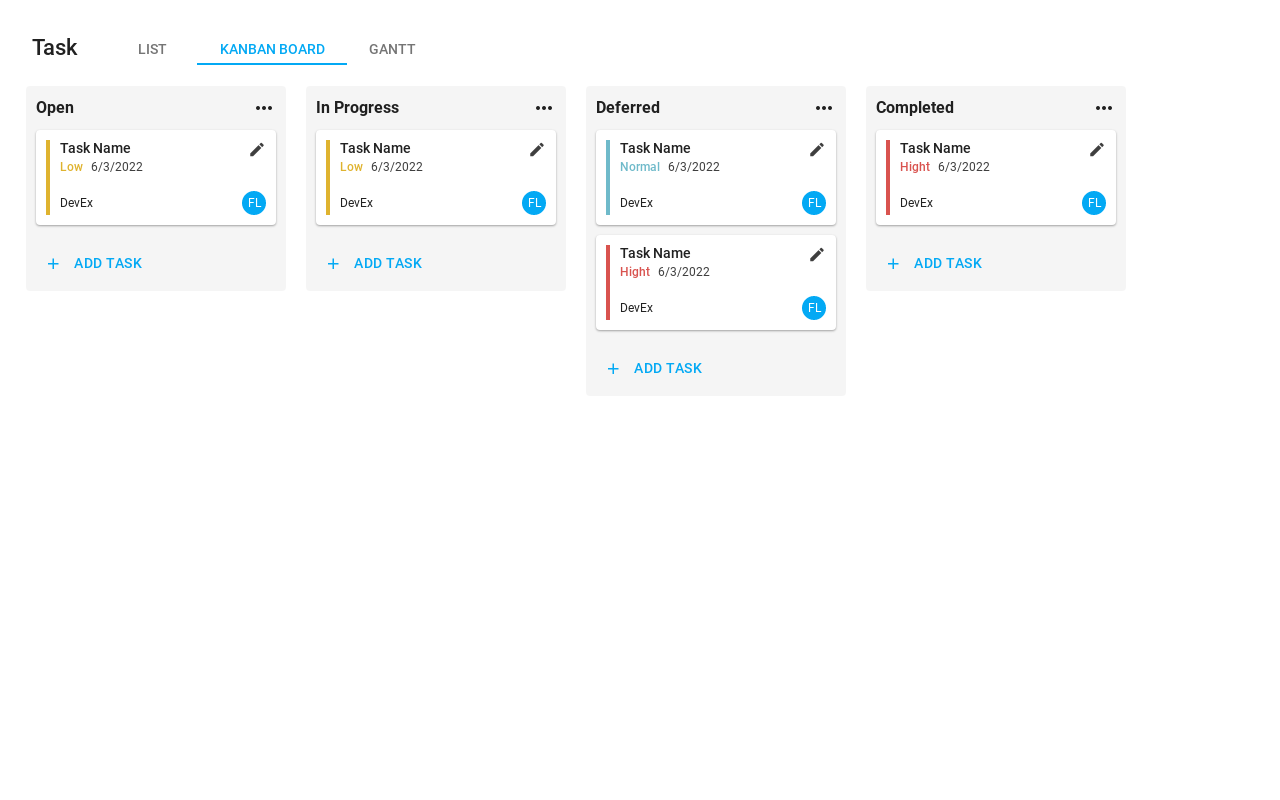 Task
LIST
KANBAN BOARD
GANTT
Open
Task Name
Low 6/3/2022
DevEx
FL
ADD TASK
In Progress
Task Name
Low 6/3/2022
DevEx
FL
ADD TASK
Deferred
Task Name
Normal 6/3/2022
DevEx
FL
Task Name
Hight 6/3/2022
DevEx
FL
ADD TASK
Completed
Task Name
Hight 6/3/2022
DevEx
FL
ADD TASK